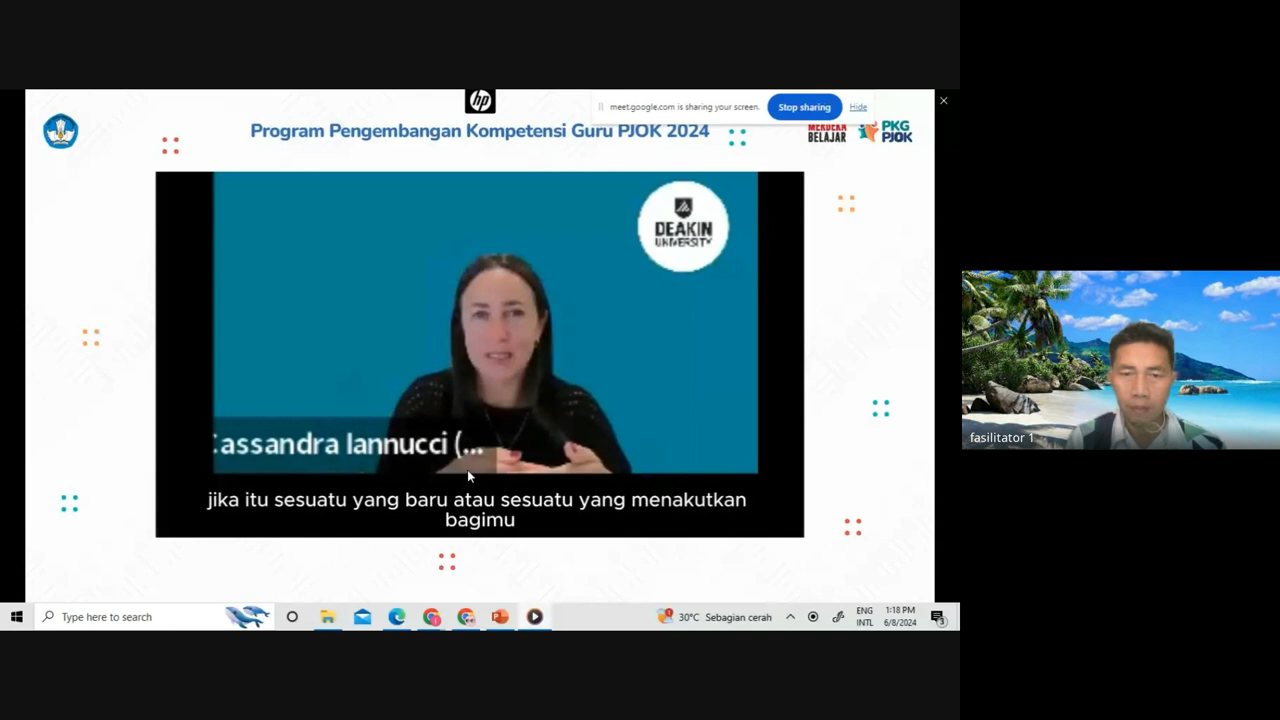 hp
meet.google.com is sharing your screen.
Stop sharing
Hide
Program Pengembangan Kompetensi Guru PJOK 2024
MERDEKA
BELAJAR
PKG
PJOK
DEAKIN
UNIVERSITY
Cassandra Iannucci (...
jika itu sesuatu yang baru atau sesuatu yang menakutkan
bagimu
fasilitator 1
Type here to search
30°C Sebagian cerah
ENG
INTL
1:18 PM
6/8/2024
3